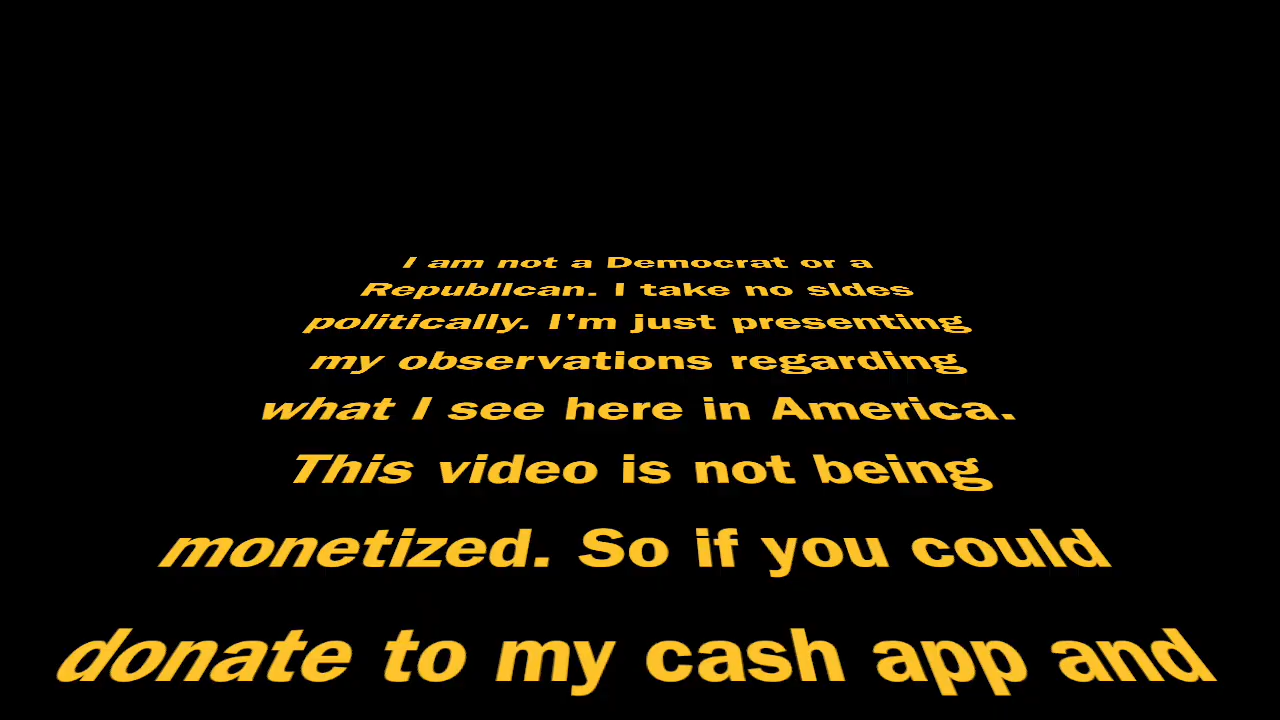 I am not a Democrat or a
Republican. I take no sides
politically. I'm just presenting
my observations regarding
what I see here in America.
This video is not being
monetized. So if you could
donate to my cash app and